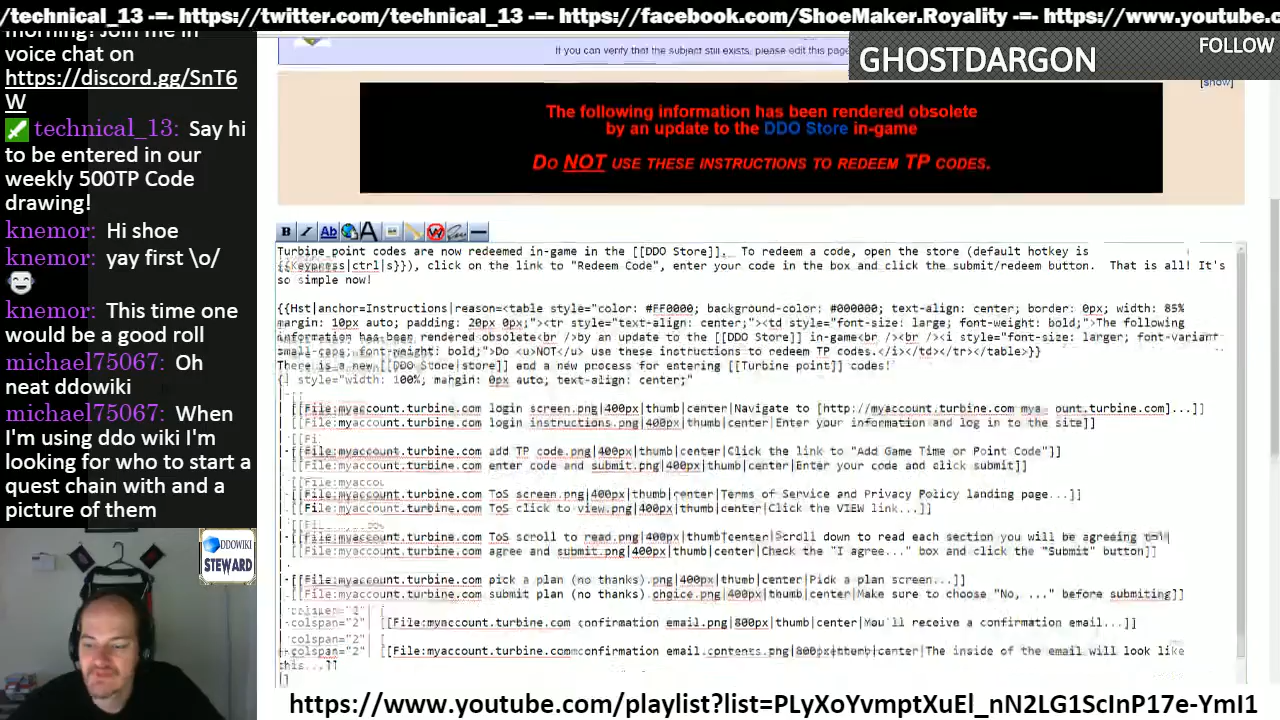 /technical_13 -=- https://twitter.com/technical_13 -=- https://facebook.com/ShoeMaker.Royality -=- https://www.youtube.c
morning! Join me in
voice chat on
https://discord.gg/SnT6
W
technical_13: Say hi
to be entered in our
weekly 500TP Code
drawing!
knemor: Hi shoe
knemor: yay first \o/
knemor: This time one
would be a good roll
michael75067: Oh
neat ddowiki
michael75067: When
I'm using ddo wiki I'm
looking for who to start a
quest chain with and a
picture of them
DDOWIKI
STEWARD
If you can verify that the subject still exists, please edit this page
GHOSTDARGON
FOLLOW
[show]
The following information has been rendered obsolete
by an update to the DDO Store in-game
Do NOT use these instructions to redeem TP codes.
B I Ab A
Turbine point codes are now redeemed in-game in the [[DDO Store]]. To redeem a code, open the store (default hotkey is
{{keypress|ctrl|s}}), click on the link to "Redeem Code", enter your code in the box and click the submit/redeem button. That is all! It's
so simple now!
{{Hst|anchor=Instructions|reason=<table style="color: #FF0000; background-color: #000000; text-align: center; border: 0px; width: 85%
margin: 10px auto; padding: 20px 0px;"><tr style="text-align: center;"><td style="font-size: large; font-weight: bold;">The following
information has been rendered obsolete<br />by an update to the [[DDO Store]] in-game<br /><br /><i style="font-size: larger; font-variant
small-caps; font-weight: bold;">Do <u>NOT</u> use these instructions to redeem TP codes.</i></td></tr></table>}}
There is a new [[DDO Store|store]] and a new process for entering [[Turbine point]] codes!
{| style="width: 100%; margin: 0px auto; text-align: center;"
[[File:myaccount.turbine.com login screen.png|400px|thumb|center|Navigate to [http://myaccount.turbine.com mya ount.turbine.com]...]]
[[File:myaccount.turbine.com login instructions.png|400px|thumb|center|Enter your information and log in to the site]]
[[Fi
[[File:myaccount.turbine.com add TP code.png|400px|thumb|center|Click the link to "Add Game Time or Point Code"]]
[[File:myaccount.turbine.com enter code and submit.png|400px|thumb|center|Enter your code and click submit]]
[[File:myaccou
[[File:myaccount.turbine.com ToS screen.png|400px|thumb|center|Terms of Service and Privacy Policy landing page...]]
[[File:myaccount.turbine.com ToS click to view.png|400px|thumb|center|Click the VIEW link...]]
[[Fi
[[File:myaccount.turbine.com ToS scroll to read.png|400px|thumb|center|Scroll down to read each section you will be agreeing
[[File:myaccount.turbine.com agree and submit.png|400px|thumb|center|Check the "I agree..." box and click the "Submit" button]]
[[File:myaccount.turbine.com pick a plan (no thanks).png|400px|thumb|center|Pick a plan screen...]]
[[File:myaccount.turbine.com submit plan (no thanks) choice.png|400px|thumb|center|Make sure to choose "No, ..." before submiting]]
colspan="2"|
colspan="2"| [[File:myaccount.turbine.com confirmation email.png|800px|thumb|center|You'll receive a confirmation email...]]
colspan="2"|
colspan="2"| [[File:myaccount.turbine.com confirmation email contents.png|800px|thumb|center|The inside of the email will look like
this...]]
|}
https://www.youtube.com/playlist?list=PLyXoYvmptXuEl_nN2LG1ScInP17e-YmI1